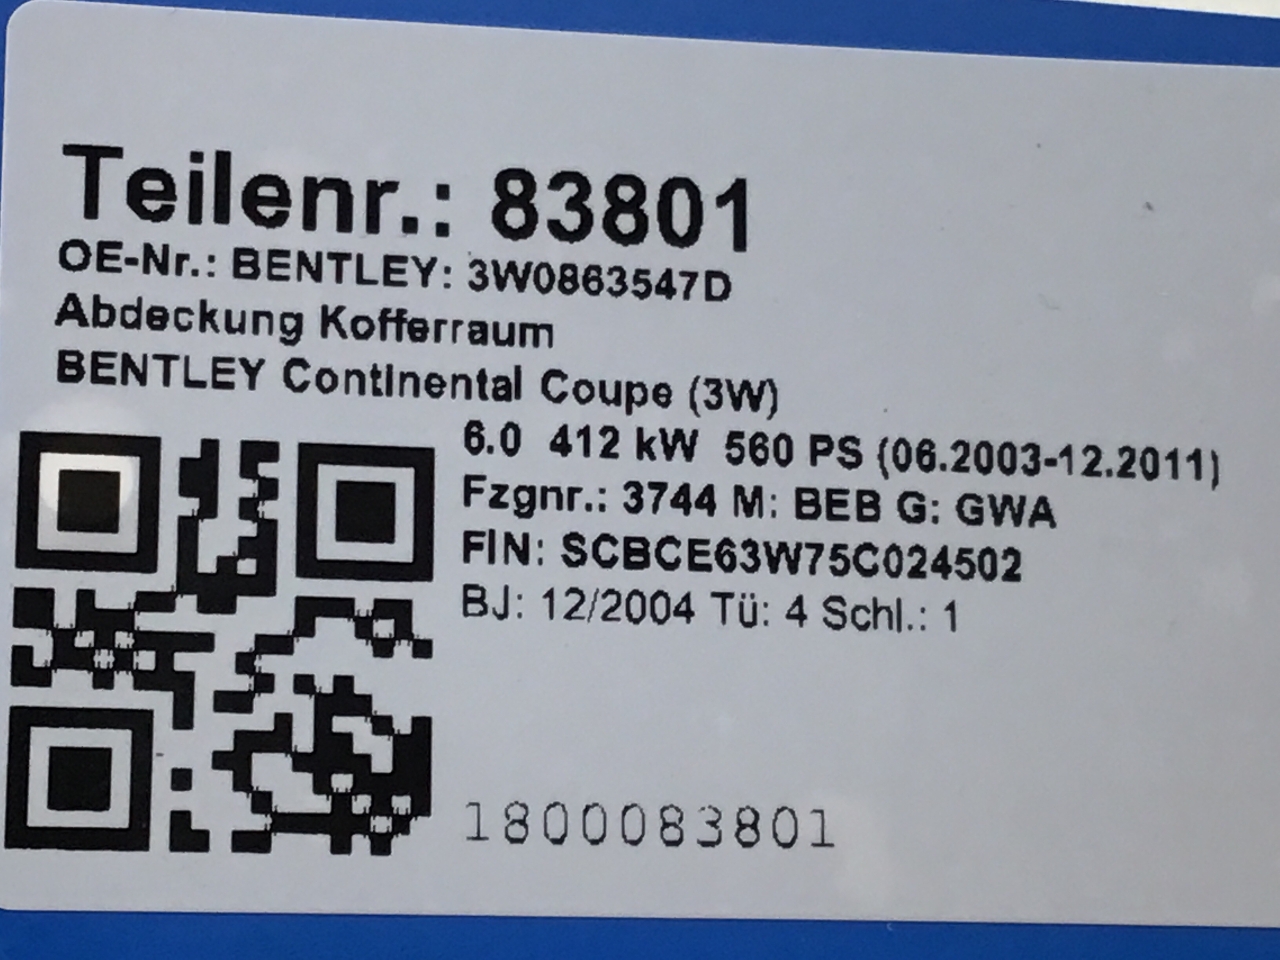 Teilenr.: 83801
OE-Nr.: BENTLEY: 3W0863547D
Abdeckung Kofferraum
BENTLEY Continental Coupe (3W)
6.0 412 kW 560 PS (06.2003-12.2011)
Fzgnr.: 3744 M: BEB G: GWA
FIN: SCBCE63W75C024502
BJ: 12/2004 Tü: 4 Schl.: 1
1800083801